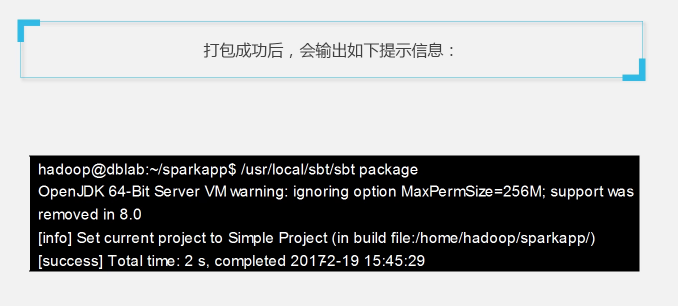 打包成功后，会输出如下提示信息：
hadoop@dblab:~/sparkapp$ /usr/local/sbt/sbt package
OpenJDK 64-Bit Server VM warning: ignoring option MaxPermSize=256M; support was
removed in 8.0
[info] Set current project to Simple Project (in build file:/home/hadoop/sparkapp/)
[success] Total time: 2 s, completed 2017-2-19 15:45:29